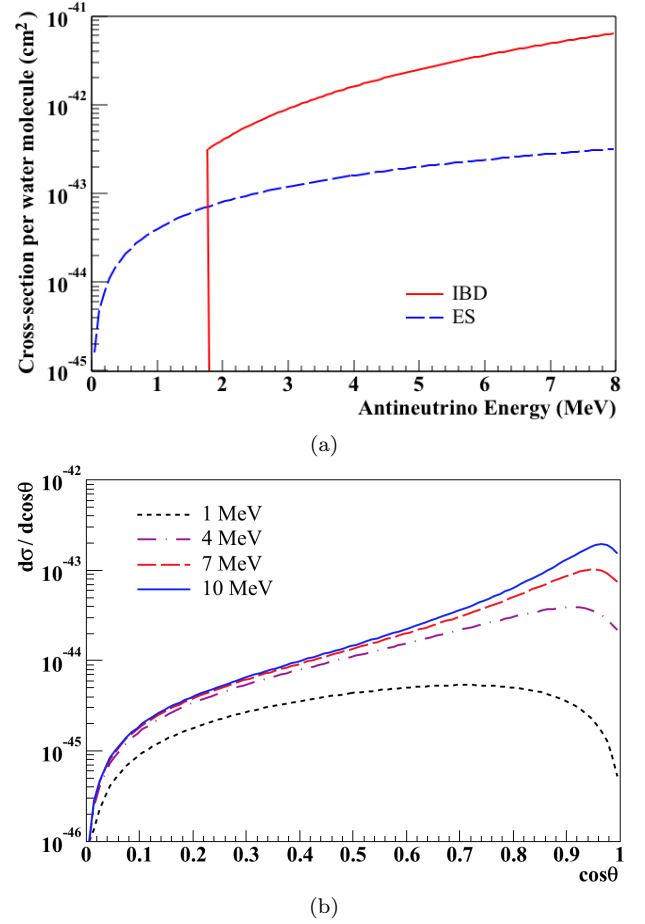 10⁻⁴¹
10⁻⁴²
10⁻⁴³
10⁻⁴⁴
10⁻⁴⁵
Cross-section per water molecule (cm²)
IBD
ES
0 1 2 3 4 5 6 7 8
Antineutrino Energy (MeV)
(a)
10⁻⁴²
10⁻⁴³
10⁻⁴⁴
10⁻⁴⁵
10⁻⁴⁶
dσ/dcosθ
1 MeV
4 MeV
7 MeV
10 MeV
0 0.1 0.2 0.3 0.4 0.5 0.6 0.7 0.8 0.9 1
cosθ
(b)